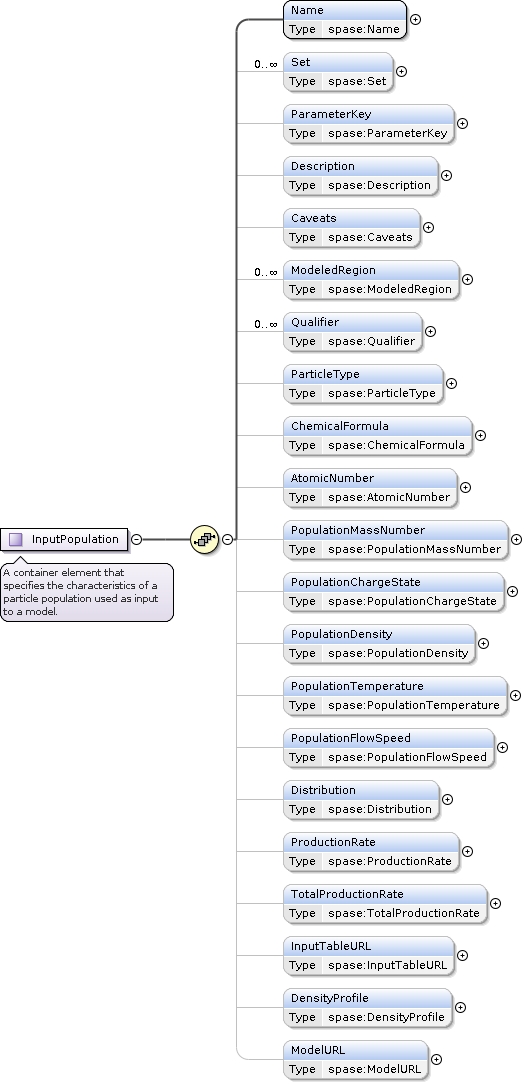 Name
Type spase:Name
0..∞
Set
Type spase:Set
ParameterKey
Type spase:ParameterKey
Description
Type spase:Description
Caveats
Type spase:Caveats
0..∞
ModeledRegion
Type spase:ModeledRegion
0..∞
Qualifier
Type spase:Qualifier
ParticleType
Type spase:ParticleType
ChemicalFormula
Type spase:ChemicalFormula
AtomicNumber
Type spase:AtomicNumber
InputPopulation
A container element that
specifies the characteristics of a
particle population used as input
to a model.
PopulationMassNumber
Type spase:PopulationMassNumber
PopulationChargeState
Type spase:PopulationChargeState
PopulationDensity
Type spase:PopulationDensity
PopulationTemperature
Type spase:PopulationTemperature
PopulationFlowSpeed
Type spase:PopulationFlowSpeed
Distribution
Type spase:Distribution
ProductionRate
Type spase:ProductionRate
TotalProductionRate
Type spase:TotalProductionRate
InputTableURL
Type spase:InputTableURL
DensityProfile
Type spase:DensityProfile
ModelURL
Type spase:ModelURL